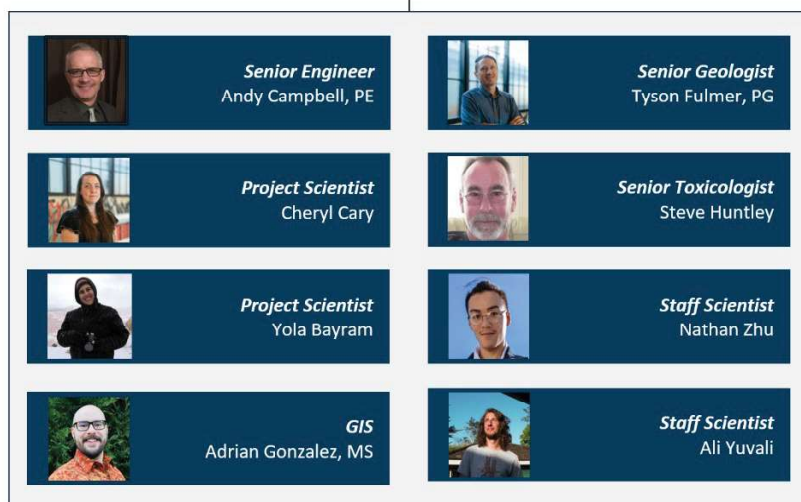 Senior Engineer
Andy Campbell, PE
Senior Geologist
Tyson Fulmer, PG
Project Scientist
Cheryl Cary
Senior Toxicologist
Steve Huntley
Project Scientist
Yola Bayram
Staff Scientist
Nathan Zhu
GIS
Adrian Gonzalez, MS
Staff Scientist
Ali Yuvali